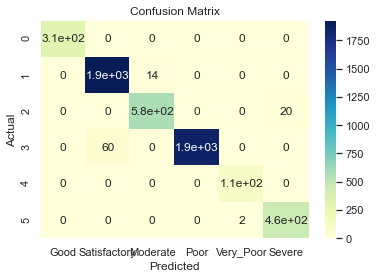 Confusion Matrix
0 3.1e+02 0 0 0 0 0
1 0 1.9e+03 14 0 0 0
2 0 0 5.8e+02 0 0 20
3 0 60 0 1.9e+03 0 0
4 0 0 0 0 1.1e+02 0
5 0 0 0 0 2 4.6e+02
Good Satisfactory Moderate Poor Very_Poor Severe
Predicted
Actual
1750
1500
1250
1000
750
500
250
0